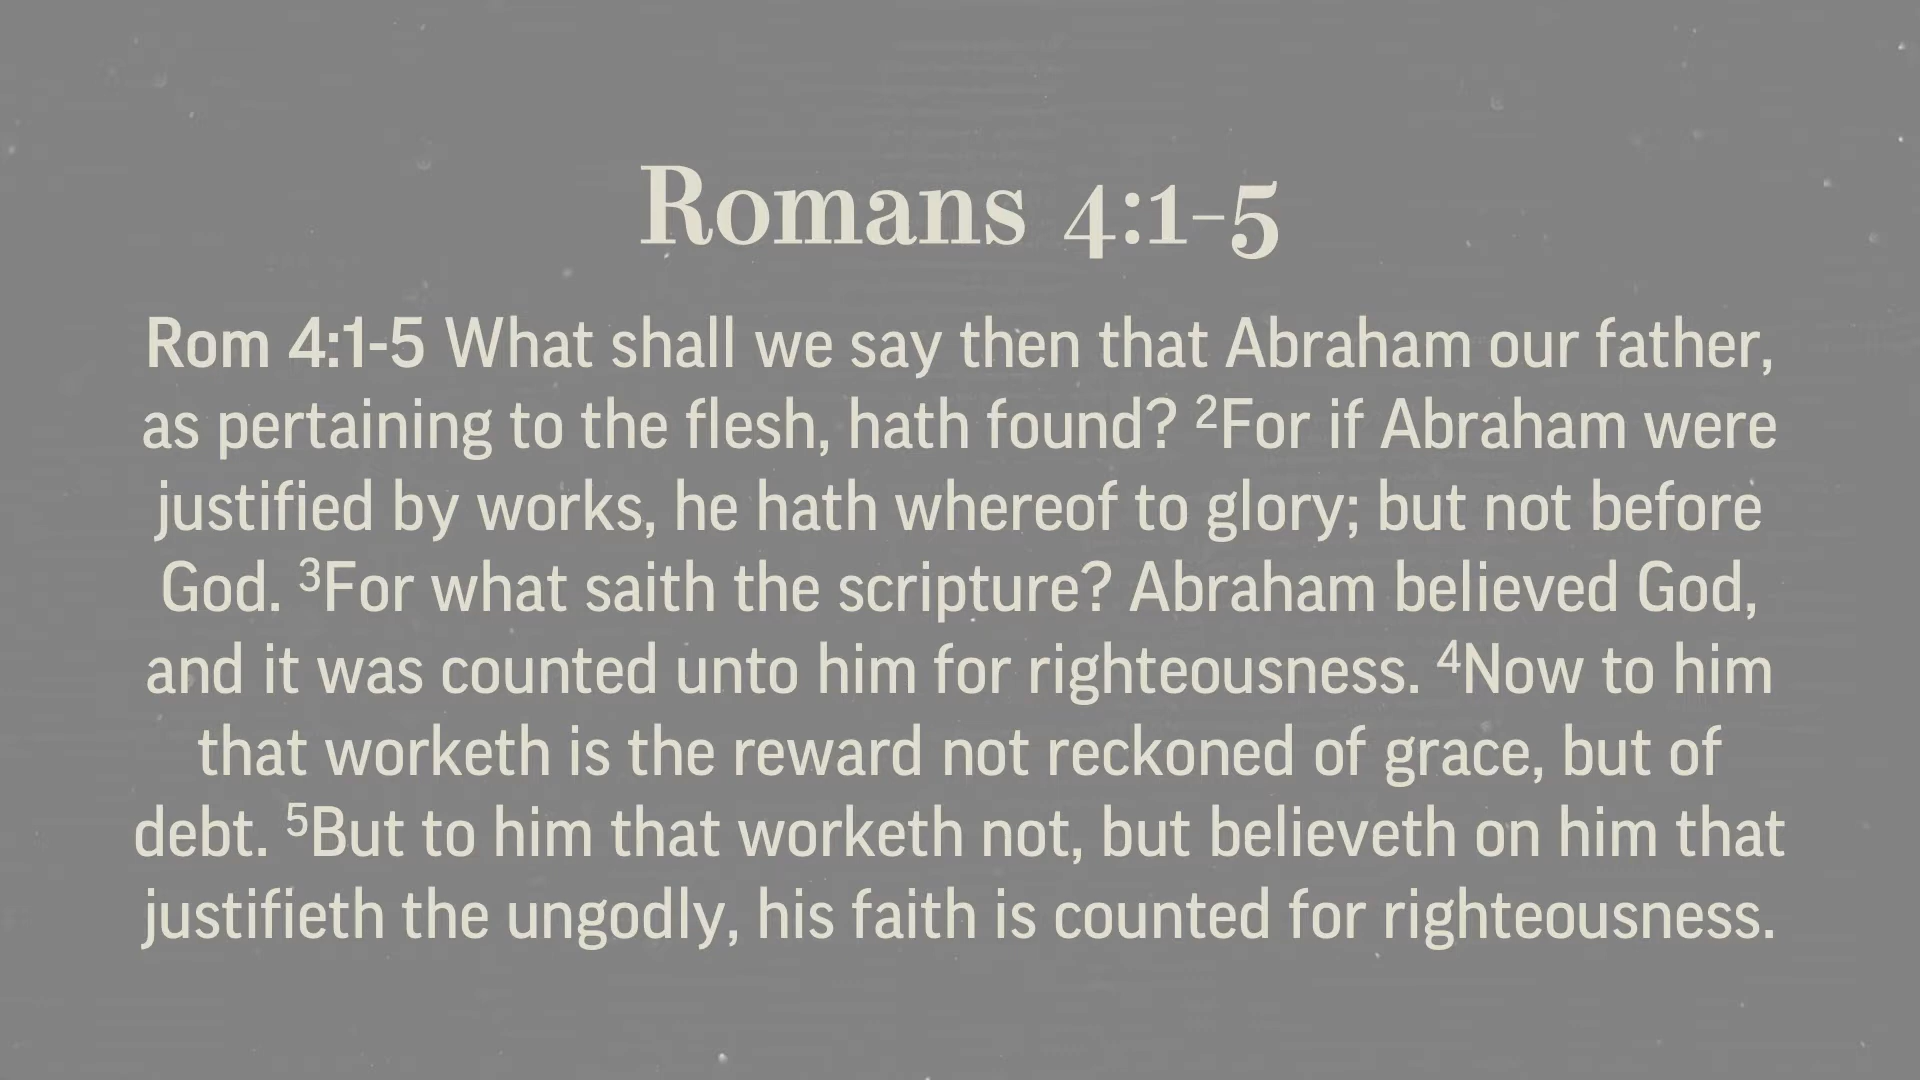 Romans 4:1-5
Rom 4:1-5 What shall we say then that Abraham our father,
as pertaining to the flesh, hath found? ²For if Abraham were
justified by works, he hath whereof to glory; but not before
God. ³For what saith the scripture? Abraham believed God,
and it was counted unto him for righteousness. ⁴Now to him
that worketh is the reward not reckoned of grace, but of
debt. ⁵But to him that worketh not, but believeth on him that
justifieth the ungodly, his faith is counted for righteousness.